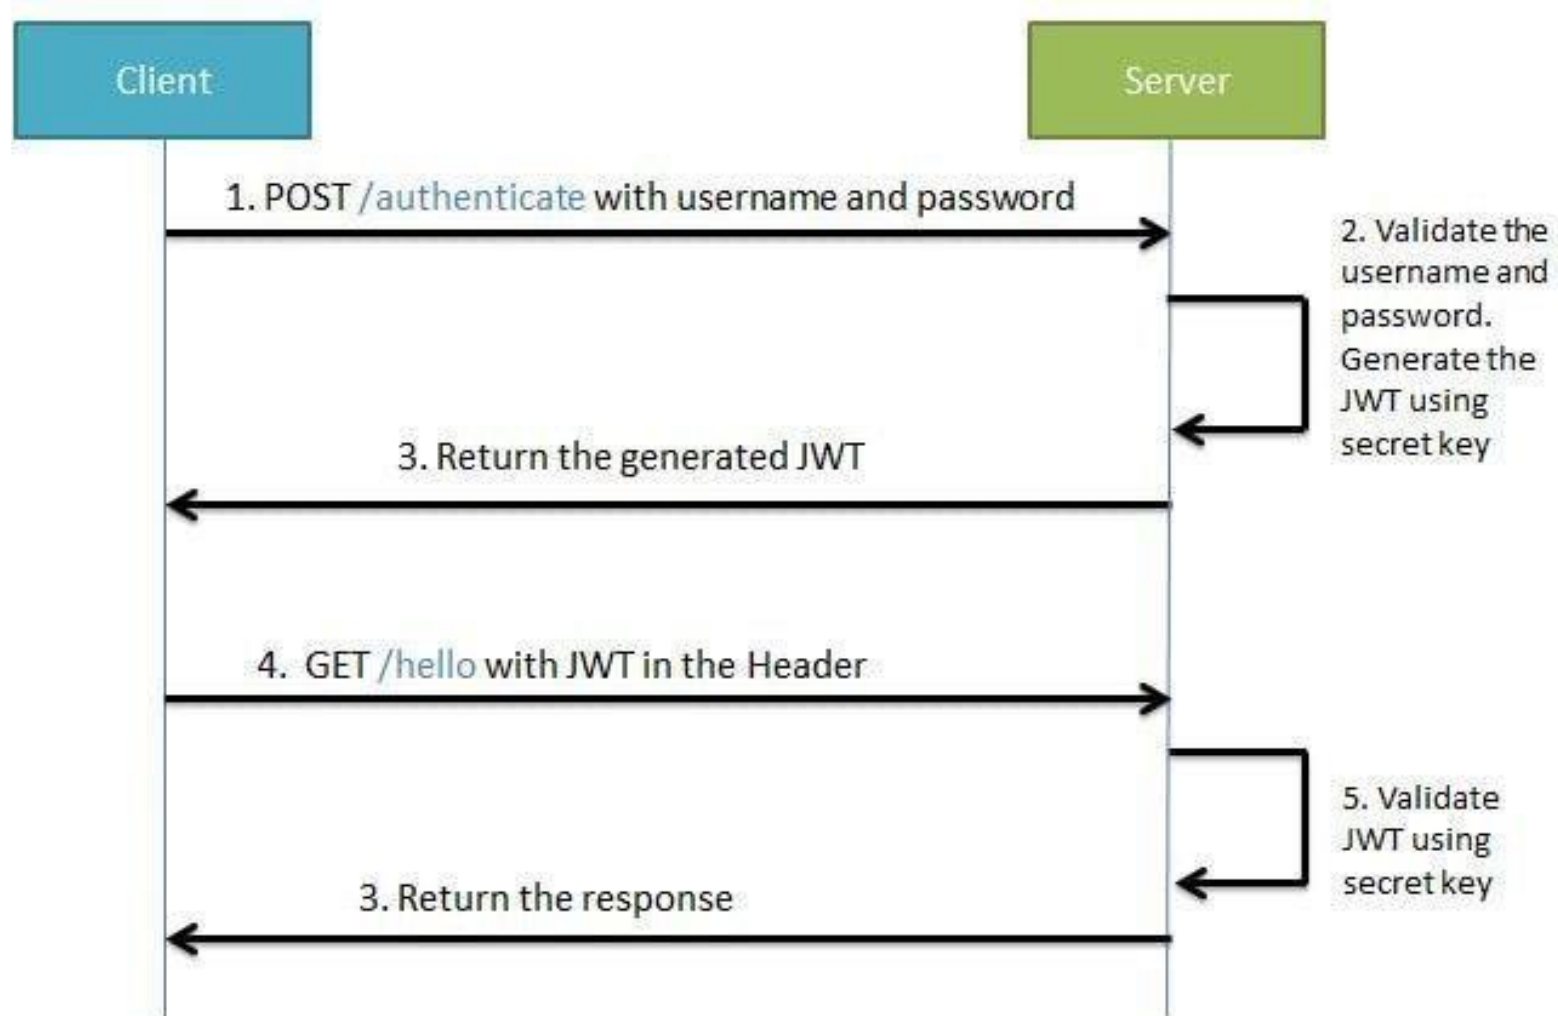 Client
Server
1. POST /authenticate with username and password
2. Validate the
username and
password.
Generate the
JWT using
secret key
3. Return the generated JWT
4. GET /hello with JWT in the Header
5. Validate
JWT using
secret key
3. Return the response